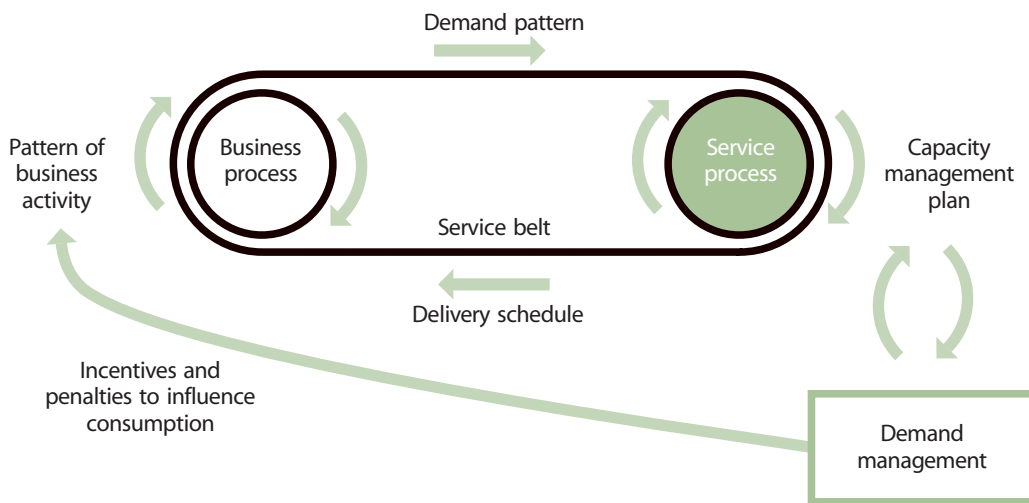 Demand pattern
Pattern of
business
activity
Business
process
Service
process
Capacity
management
plan
Service belt
Delivery schedule
Incentives and
penalties to influence
consumption
Demand
management